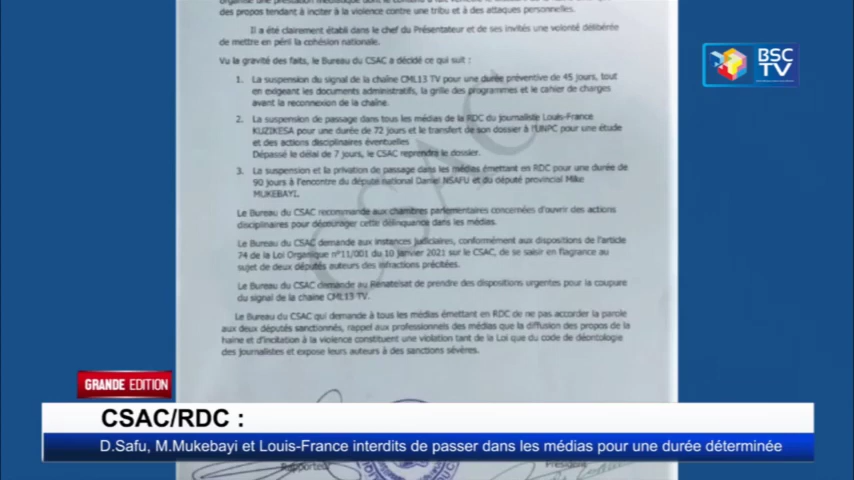 des propos tendant à inciter à la violence contre une tribu et à des attaques personnelles.
Il a été clairement établi dans le chef du Présentateur et de ses invités une volonté délibérée
de mettre en péril la cohésion nationale.
Vu la gravité des faits, le Bureau du CSAC a décidé ce qui suit :
1. La suspension du signal de la chaîne CML13 TV pour une durée préventive de 45 jours, tout
en exigeant les documents administratifs, la grille des programmes et le cahier de charges
avant la reconnexion de la chaîne.
2. La suspension de passage dans tous les médias de la RDC du journaliste Louis-France
KUZIKESA pour une durée de 72 jours et le transfert de son dossier à l'UNPC pour une étude
et des actions disciplinaires éventuelles
Dépassé le délai de 7 jours, le CSAC reprendra le dossier.
3. La suspension et la privation de passage dans les médias émettant en RDC pour une durée de
90 jours à l'encontre du député national Daniel NSAFU et du député provincial Mike
MUKEBAYI.
Le Bureau du CSAC recommande aux chambres parlementaires concernées d'ouvrir des actions
disciplinaires pour décourager cette délinquance dans les médias.
Le Bureau du CSAC demande aux instances judiciaires, conformément aux dispositions de l'article
74 de la Loi Organique n°11/001 du 10 janvier 2021 sur le CSAC, de se saisir en flagrance au
sujet de deux députés auteurs des infractions précitées.
Le Bureau du CSAC demande au Renatelsat de prendre des dispositions urgentes pour la coupure
du signal de la chaîne CML13 TV.
Le Bureau du CSAC qui demande à tous les médias émettant en RDC de ne pas accorder la parole
aux deux députés sanctionnés, rappel aux professionnels des médias que la diffusion des propos de la
haine et d'incitation à la violence constituent une violation tant de la Loi que du code de déontologie
des journalistes et expose leurs auteurs à des sanctions sévères.
CSAC
BSC
TV
GRANDE EDITION
CSAC/RDC :
D.Safu, M.Mukebayi et Louis-France interdits de passer dans les médias pour une durée déterminée
Rapporteur
Président